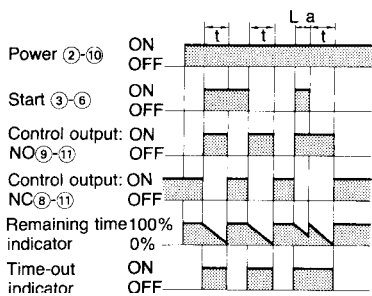 L a
t t t
Power ②-⑩ ON OFF
Start ③-⑥ ON OFF
Control output: ON
NO⑨-⑪ OFF
Control output: ON
NC⑧-⑪ OFF
Remaining time 100%
indicator 0%
Time-out ON
indicator OFF